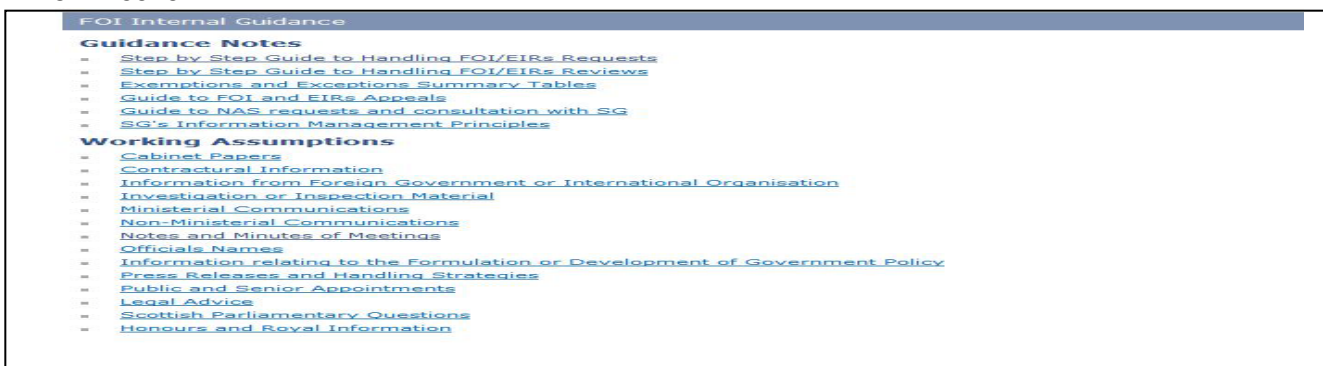 FOI Internal Guidance
Guidance Notes
Step by Step Guide to Handling FOI/EIRs Requests
Step by Step Guide to Handling FOI/EIRs Reviews
Exemptions and Exceptions Summary Tables
Guide to FOI and EIRs Appeals
Guide to NAS requests and consultation with SG
SG's Information Management Principles
Working Assumptions
Cabinet Papers
Contractural Information
Information from Foreign Government or International Organisation
Investigation or Inspection Material
Ministerial Communications
Non-Ministerial Communications
Notes and Minutes of Meetings
Officials Names
Information relating to the Formulation or Development of Government Policy
Press Releases and Handling Strategies
Public and Senior Appointments
Legal Advice
Scottish Parliamentary Questions
Honours and Royal Information